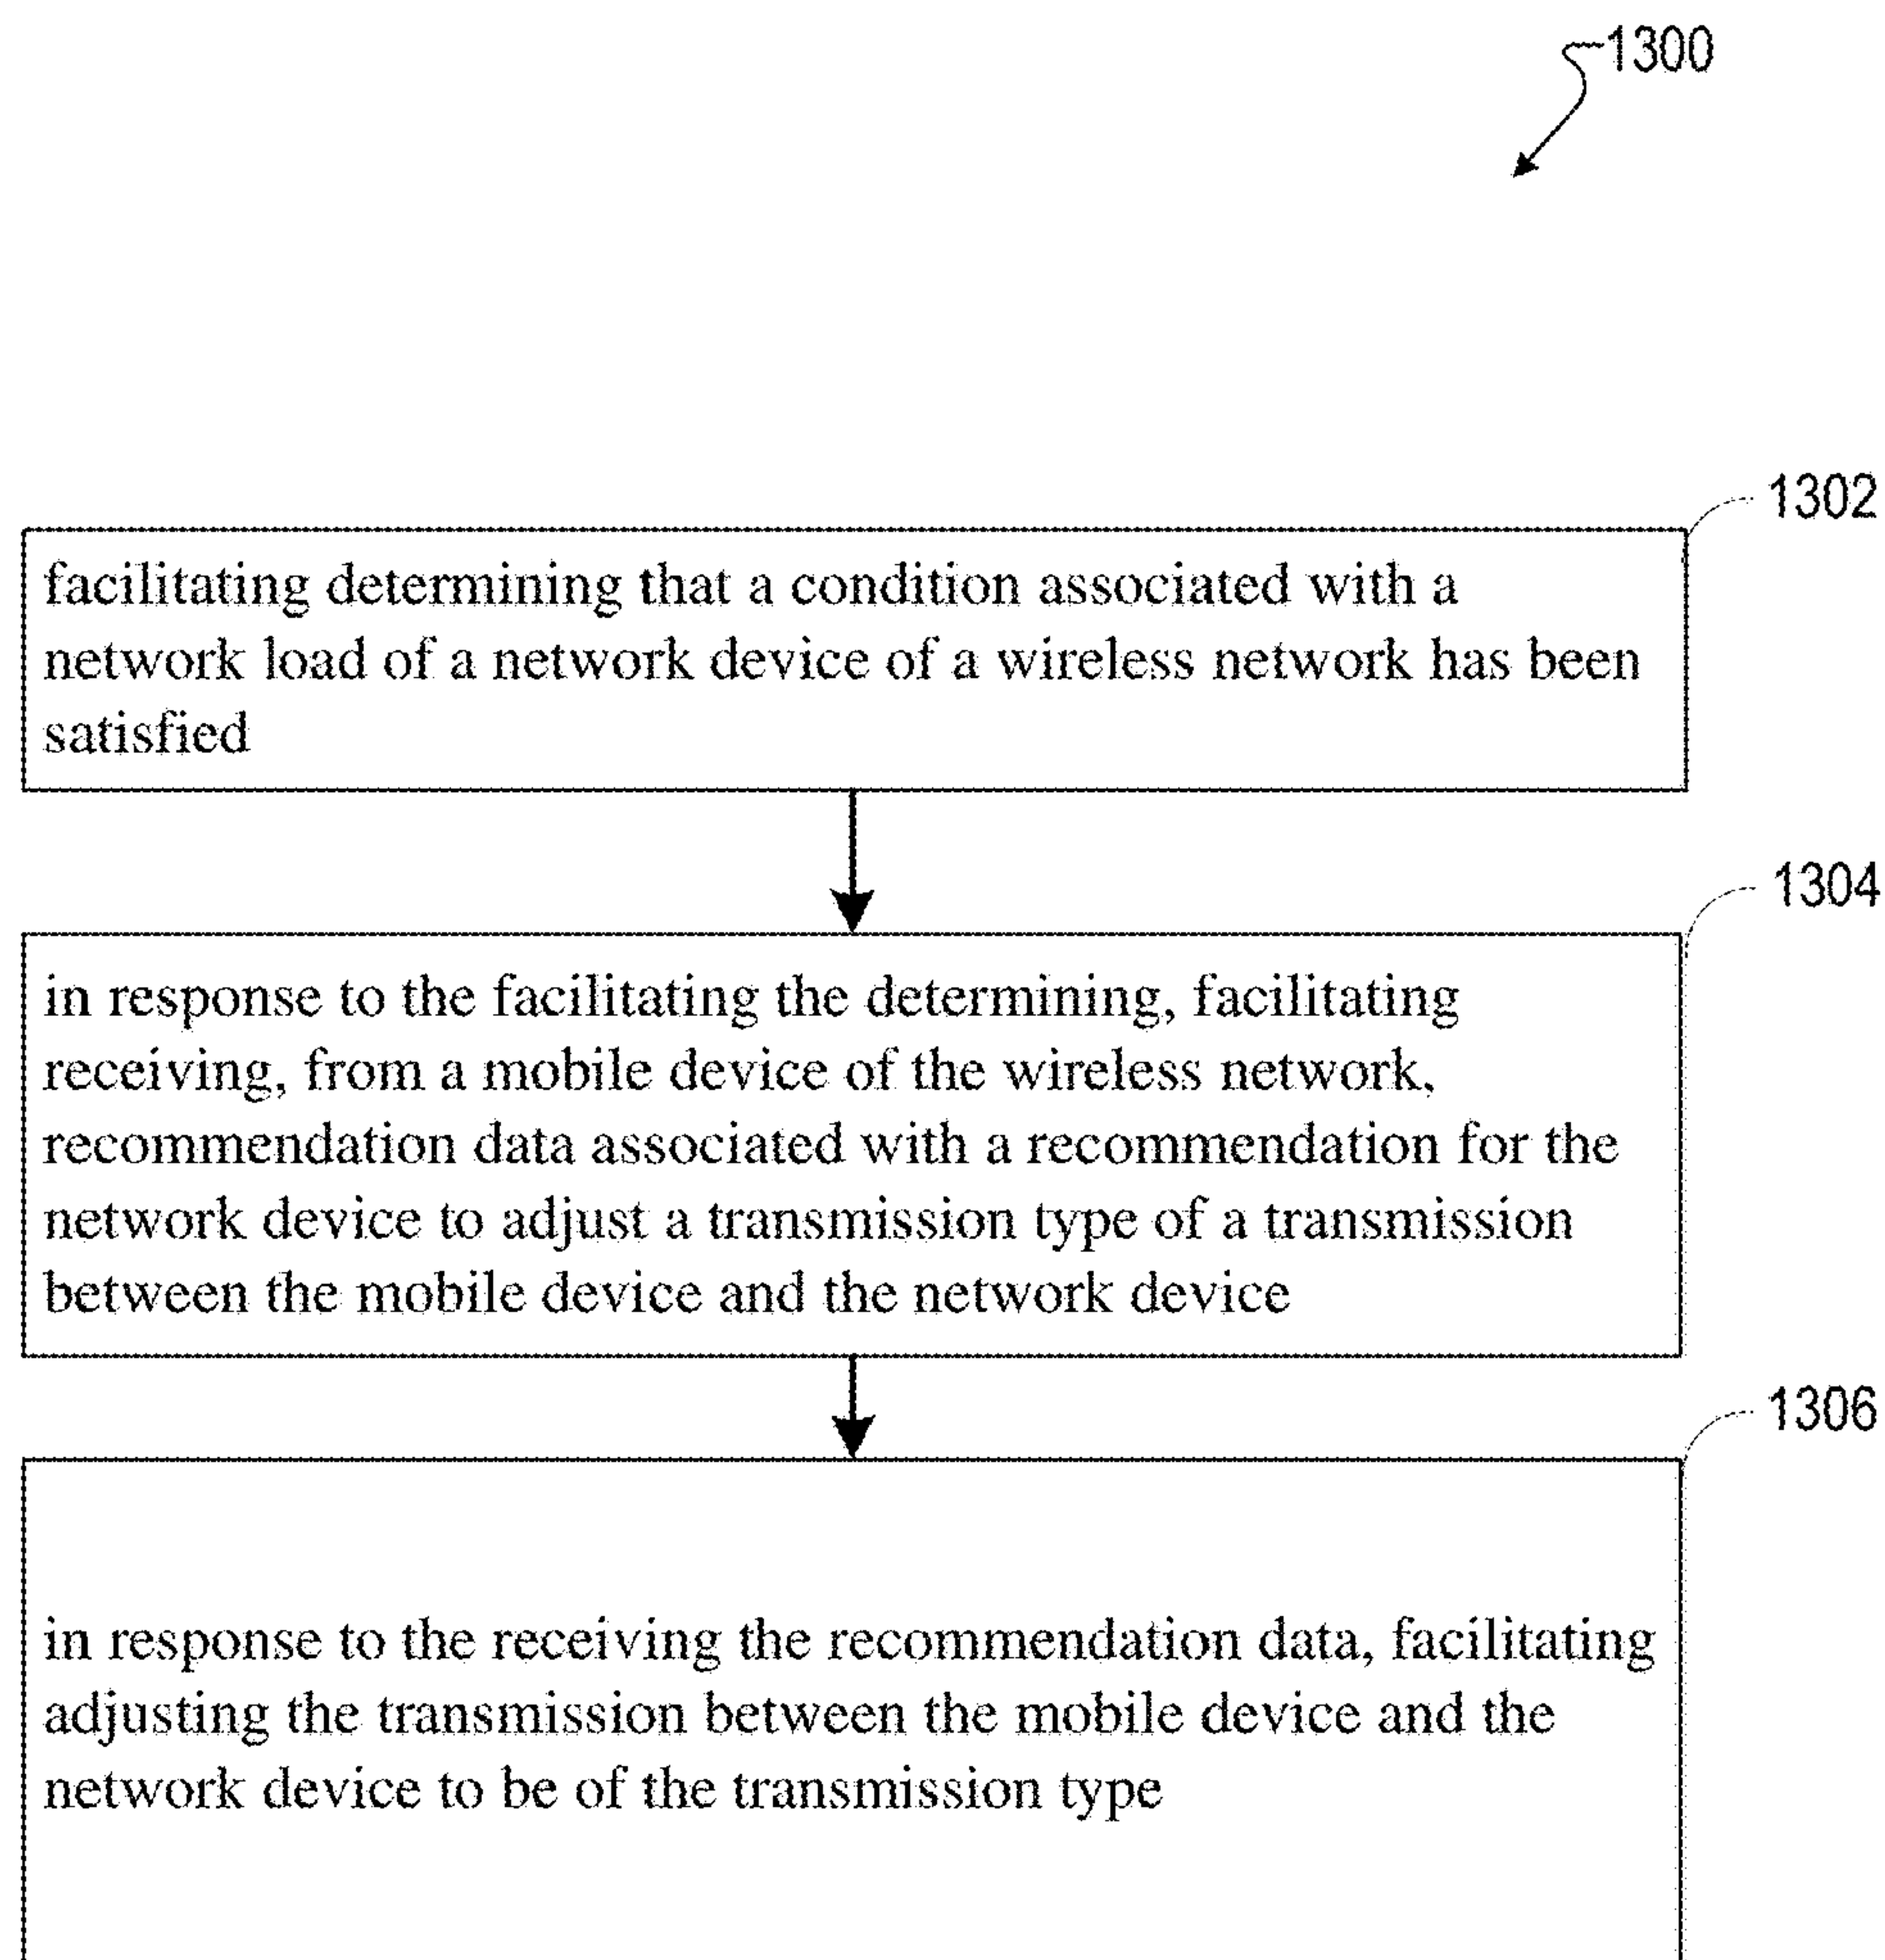 1300
1302
facilitating determining that a condition associated with a
network load of a network device of a wireless network has been
satisfied
1304
in response to the facilitating the determining, facilitating
receiving, from a mobile device of the wireless network,
recommendation data associated with a recommendation for the
network device to adjust a transmission type of a transmission
between the mobile device and the network device
1306
in response to the receiving the recommendation data, facilitating
adjusting the transmission between the mobile device and the
network device to be of the transmission type